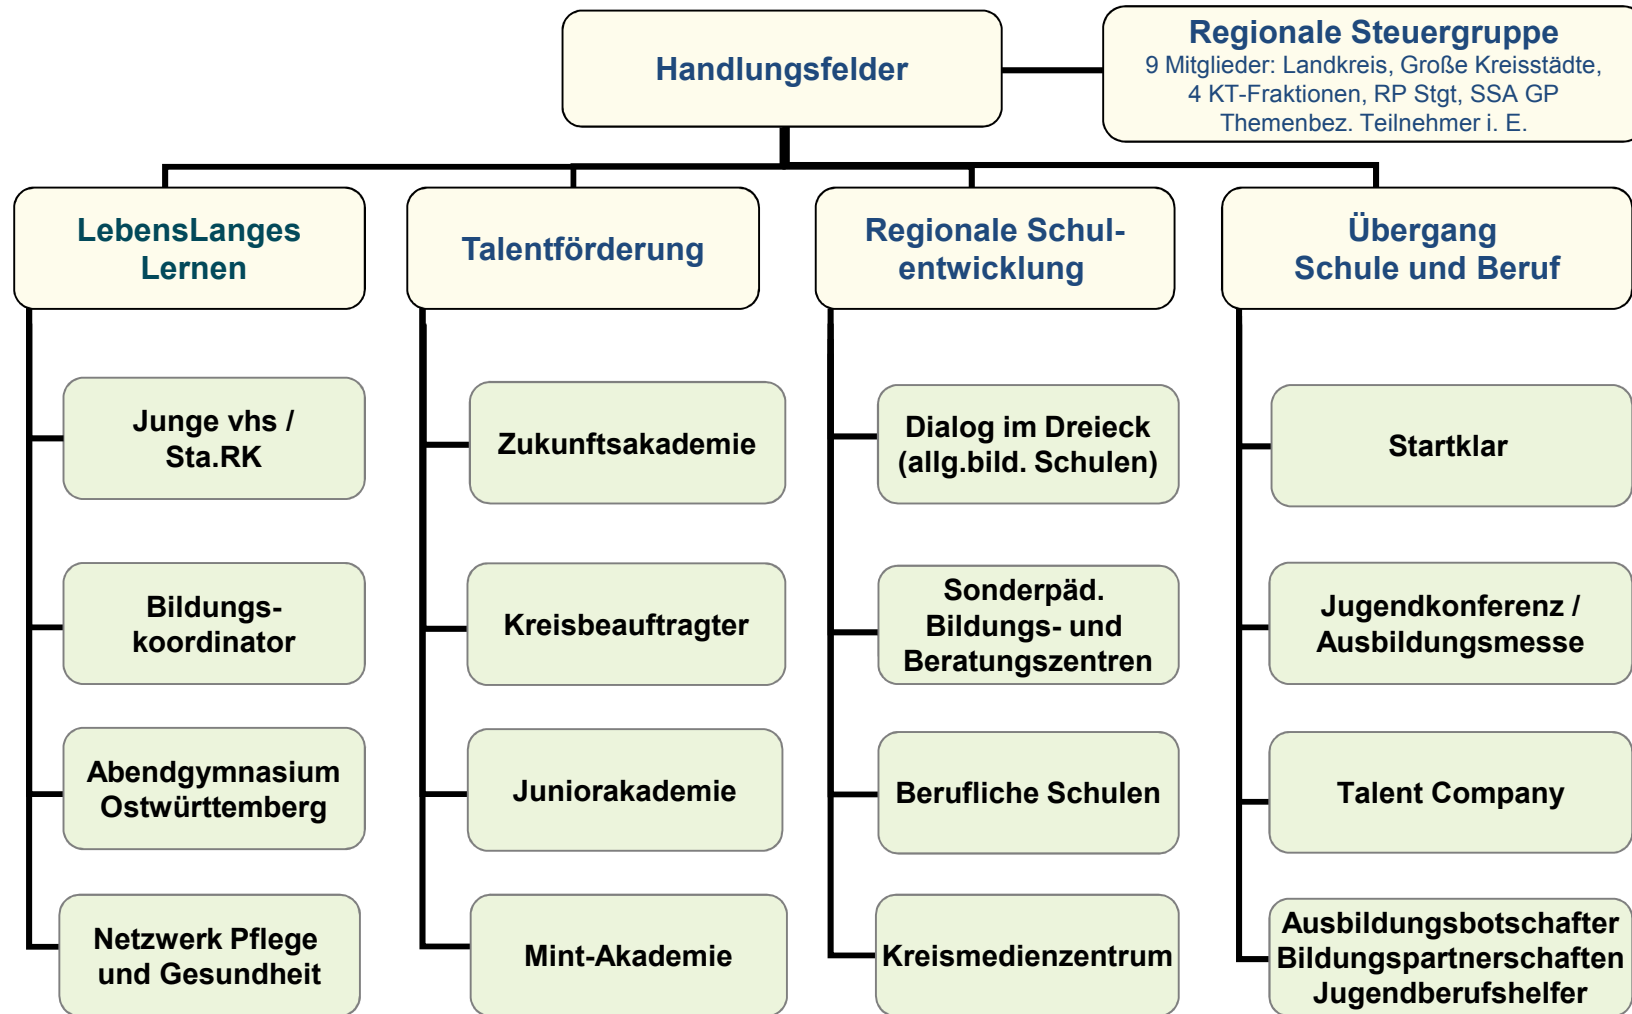 Handlungsfelder
Regionale Steuergruppe
9 Mitglieder: Landkreis, Große Kreisstädte,
4 KT-Fraktionen, RP Stgt, SSA GP
Themenbez. Teilnehmer i. E.
LebensLanges
Lernen
Talentförderung
Regionale Schul-
entwicklung
Übergang
Schule und Beruf
Junge vhs /
Sta.RK
Bildungs-
koordinator
Abendgymnasium
Ostwürttemberg
Netzwerk Pflege
und Gesundheit
Zukunftsakademie
Kreisbeauftragter
Juniorakademie
Mint-Akademie
Dialog im Dreieck
(allg.bild. Schulen)
Sonderpäd.
Bildungs- und
Beratungszentren
Berufliche Schulen
Kreismedienzentrum
Startklar
Jugendkonferenz /
Ausbildungsmesse
Talent Company
Ausbildungsbotschafter
Bildungspartnerschaften
Jugendberufshelfer